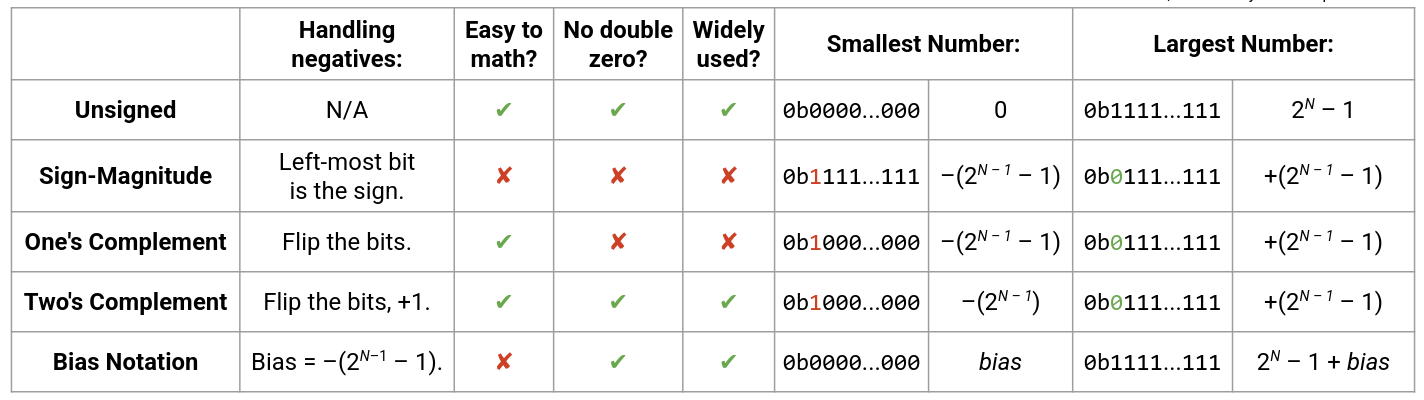 Handling negatives: | Easy to math? | No double zero? | Widely used? | Smallest Number: | Largest Number:
Unsigned | N/A | ✔ | ✔ | ✔ | 0b0000...000 | 0 | 0b1111...111 | 2^N – 1
Sign-Magnitude | Left-most bit is the sign. | ✘ | ✘ | ✘ | 0b1111...111 | –(2^(N – 1) – 1) | 0b0111...111 | +(2^(N – 1) – 1)
One's Complement | Flip the bits. | ✔ | ✘ | ✘ | 0b1000...000 | –(2^(N – 1) – 1) | 0b0111...111 | +(2^(N – 1) – 1)
Two's Complement | Flip the bits, +1. | ✔ | ✔ | ✔ | 0b1000...000 | –(2^(N – 1)) | 0b0111...111 | +(2^(N – 1) – 1)
Bias Notation | Bias = –(2^(N–1) – 1). | ✘ | ✔ | ✔ | 0b0000...000 | bias | 0b1111...111 | 2^N – 1 + bias